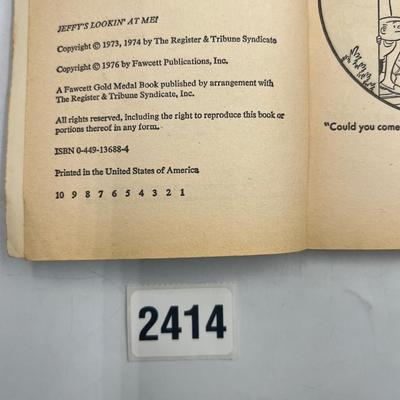 JEFFY'S LOOKIN' AT ME!
Copyright © 1973, 1974 by The Register & Tribune Syndicate
Copyright © 1976 by Fawcett Publications, Inc.
A Fawcett Gold Medal Book published by arrangement with
The Register & Tribune Syndicate, Inc.
All rights reserved, including the right to reproduce this book or
portions thereof in any form.
ISBN 0-449-13688-4
Printed in the United States of America
10 9 8 7 6 5 4 3 2 1
"Could you come
2414